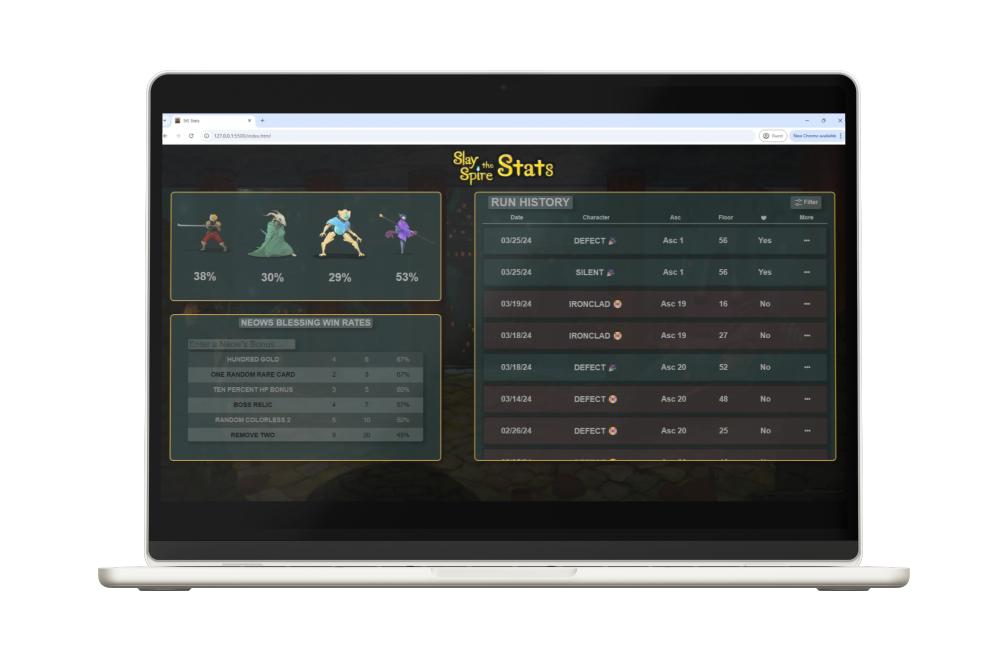 StS Stats
127.0.0.1:5500/index.html
Guest
New Chrome available
Slay the Spire Stats
38% 30% 29% 53%
NEOWS BLESSING WIN RATES
Enter a Neow's Bonus...
HUNDRED GOLD 4 6 67%
ONE RANDOM RARE CARD 2 3 67%
TEN PERCENT HP BONUS 3 5 60%
BOSS RELIC 4 7 57%
RANDOM COLORLESS 2 5 10 50%
REMOVE TWO 9 20 45%
RUN HISTORY
Filter
Date Character Asc Floor More
03/25/24 DEFECT Asc 1 56 Yes
03/25/24 SILENT Asc 1 56 Yes
03/19/24 IRONCLAD Asc 19 16 No
03/18/24 IRONCLAD Asc 19 27 No
03/18/24 DEFECT Asc 20 52 No
03/14/24 DEFECT Asc 20 48 No
02/26/24 DEFECT Asc 20 25 No